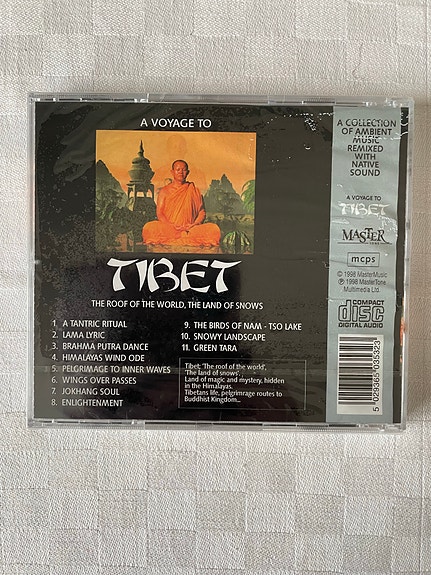 A VOYAGE TO
TIBET
THE ROOF OF THE WORLD, THE LAND OF SNOWS
1. A TANTRIC RITUAL
2. LAMA LYRIC
3. BRAHMA PUTRA DANCE
4. HIMALAYAS WIND ODE
5. PELGRIMAGE TO INNER WAVES
6. WINGS OVER PASSES
7. JOKHANG SOUL
8. ENLIGHTENMENT
9. THE BIRDS OF NAM - TSO LAKE
10. SNOWY LANDSCAPE
11. GREEN TARA
Tibet; 'The roof of the world',
'The land of snows',
Land of magic and mystery, hidden
in the Himalayas.
Tibetans life, pelgrimrage routes to
Buddhist Kingdom...
A COLLECTION
OF AMBIENT
MUSIC
REMIXED
WITH
NATIVE
SOUND
A VOYAGE TO
TIBET
MASTER
mcps
© 1998 MasterMusic
℗ 1998 MasterTone
Multimedia Ltd.
COMPACT
disc
DIGITAL AUDIO
5 028365 035323